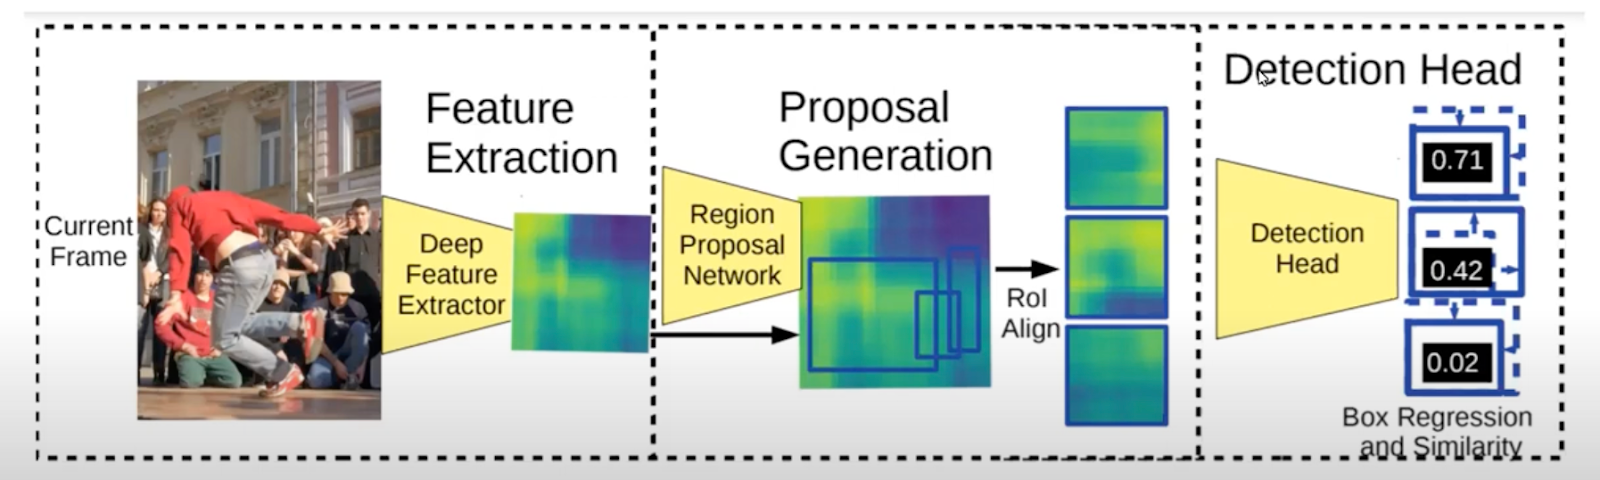 Current
Frame
Feature
Extraction
Deep
Feature
Extractor
Proposal
Generation
Region
Proposal
Network
RoI
Align
Detection Head
Detection
Head
0.71
0.42
0.02
Box Regression
and Similarity